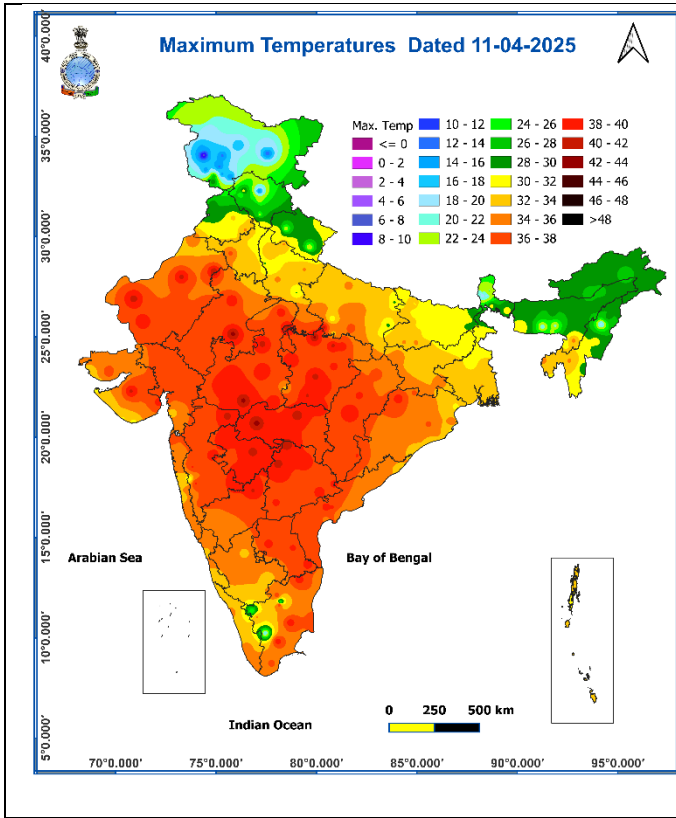 Maximum Temperatures Dated 11-04-2025
Max. Temp
<= 0
0 - 2
2 - 4
4 - 6
6 - 8
8 - 10
10 - 12
12 - 14
14 - 16
16 - 18
18 - 20
20 - 22
22 - 24
24 - 26
26 - 28
28 - 30
30 - 32
32 - 34
34 - 36
36 - 38
38 - 40
40 - 42
42 - 44
44 - 46
46 - 48
>48
40°0.000'
35°0.000'
30°0.000'
25°0.000'
20°0.000'
15°0.000'
10°0.000'
5°0.000'
Arabian Sea
Bay of Bengal
Indian Ocean
0 250 500 km
70°0.000' 75°0.000' 80°0.000' 85°0.000' 90°0.000' 95°0.000'